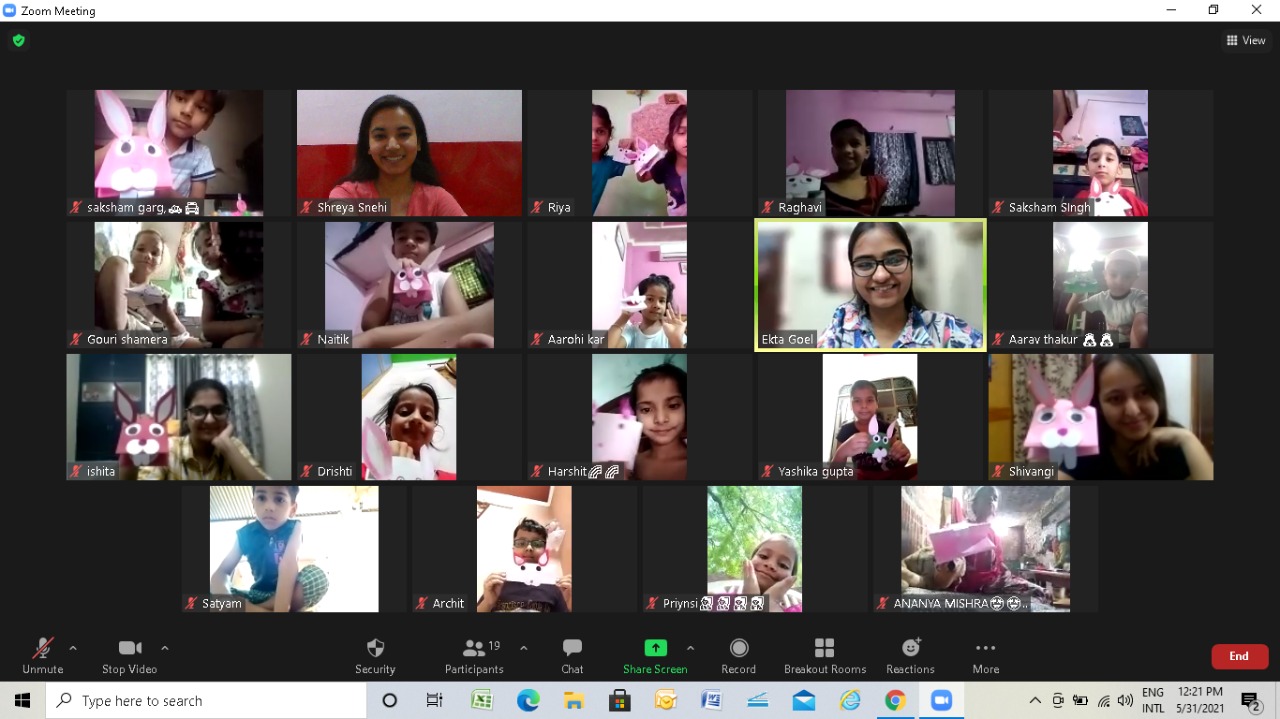 Zoom Meeting
View
saksham garg,
Shreya Snehi
Riya
Raghavi
Saksham SIngh
Gouri shamera
Naitik
Aarohi kar
Ekta Goel
Aarav thakur
ishita
Drishti
Harshit
Yashika gupta
Shivangi
Satyam
Archit
Priynsi
ANANYA MISHRA
Unmute
Stop Video
Security
19
Participants
Chat
Share Screen
Record
Breakout Rooms
Reactions
More
End
Type here to search
ENG
INTL
12:21 PM
5/31/2021
2